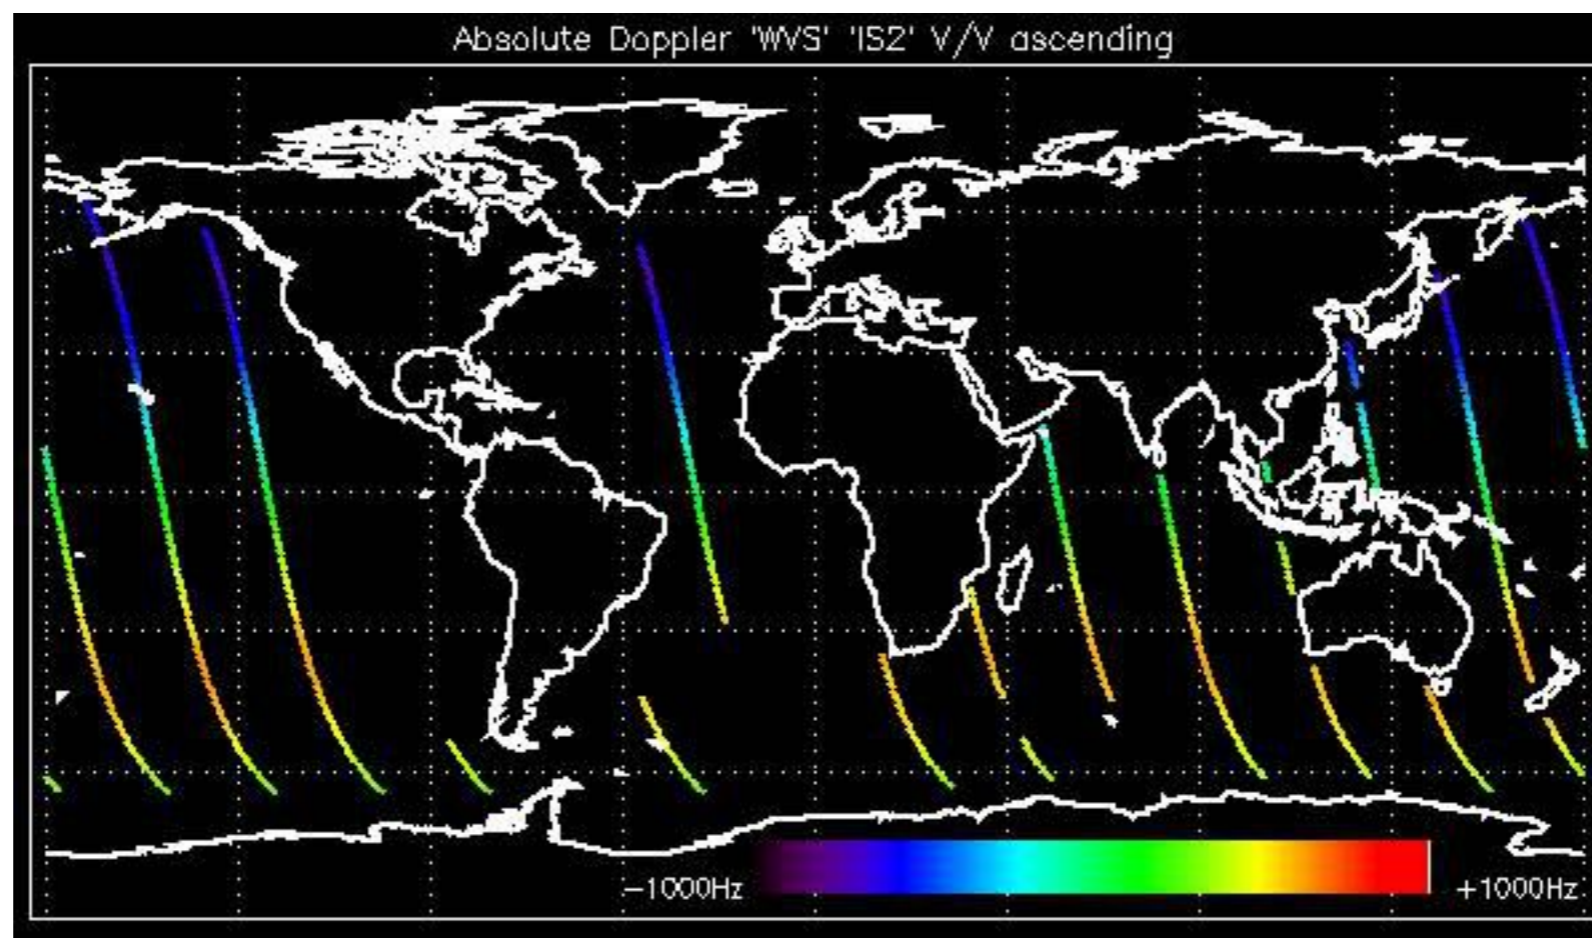 Absolute Doppler 'WVS' 'IS2' V/V ascending
-1000Hz +1000Hz